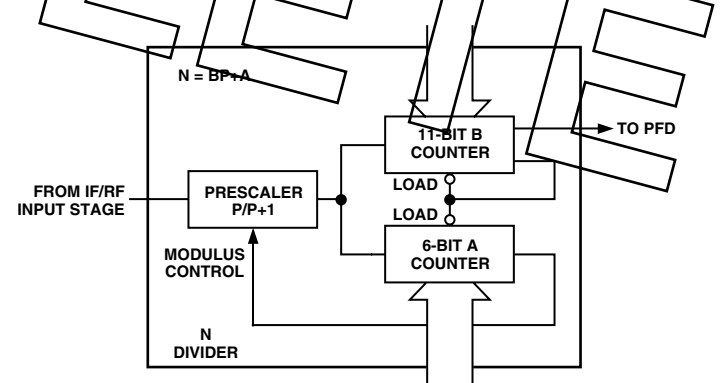 N = BP+A
11-BIT B
COUNTER
TO PFD
LOAD
FROM IF/RF
INPUT STAGE
PRESCALER
P/P+1
LOAD
MODULUS
CONTROL
6-BIT A
COUNTER
N
DIVIDER